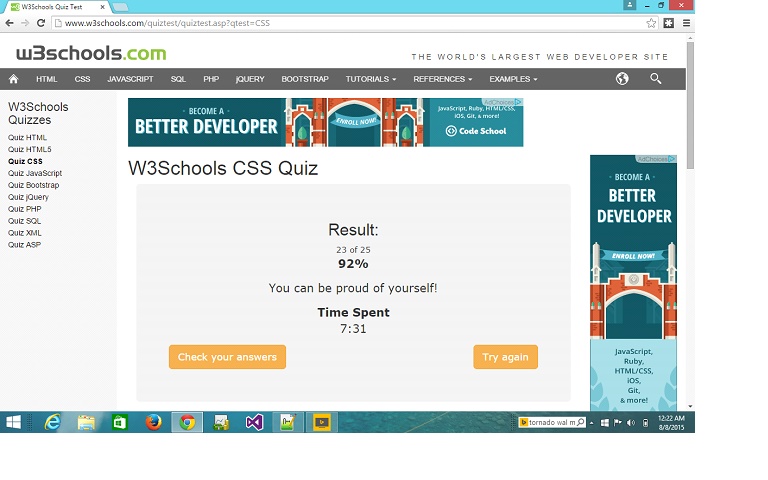 W3Schools Quiz Test
www.w3schools.com/quiztest/quiztest.asp?qtest=CSS
w3schools.com
THE WORLD'S LARGEST WEB DEVELOPER SITE
HTML CSS JAVASCRIPT SQL PHP jQUERY BOOTSTRAP TUTORIALS REFERENCES EXAMPLES
W3Schools
Quizzes
Quiz HTML
Quiz HTML5
Quiz CSS
Quiz JavaScript
Quiz Bootstrap
Quiz jQuery
Quiz PHP
Quiz SQL
Quiz XML
Quiz ASP
AdChoices
BECOME A
BETTER DEVELOPER
ENROLL NOW!
JavaScript, Ruby, HTML/CSS,
iOS, Git, & more!
Code School
W3Schools CSS Quiz
Result:
23 of 25
92%
You can be proud of yourself!
Time Spent
7:31
Check your answers
Try again
AdChoices
BECOME A
BETTER
DEVELOPER
ENROLL NOW!
JavaScript,
Ruby,
HTML/CSS,
iOS,
Git,
& more!
tornado wal m
12:22 AM
8/8/2015